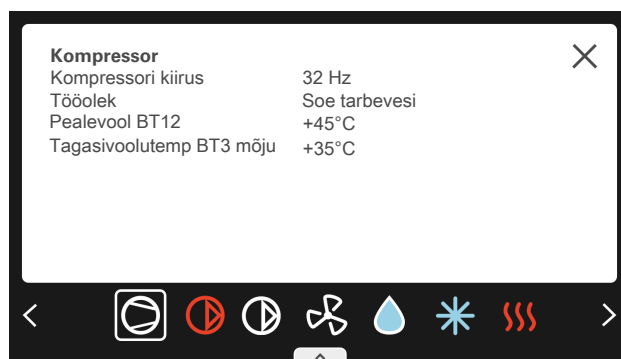 Kompressor
Kompressori kiirus 32 Hz
Tööolek Soe tarbevesi
Pealevool BT12 +45°C
Tagasivoolutemp BT3 mõju +35°C